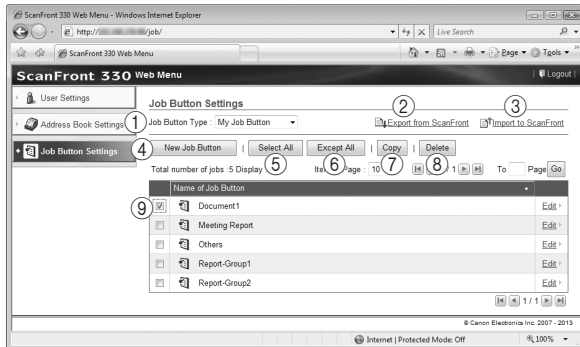 ScanFront 330 Web Menu - Windows Internet Explorer
http:// /job/
Live Search
ScanFront 330 Web Menu
Page
Tools
ScanFront 330 Web Menu
Logout
User Settings
Address Book Settings
Job Button Settings
Job Button Settings
1
Job Button Type : My Job Button
2
Export from ScanFront
3
Import to ScanFront
4
New Job Button | Select All Except All | Copy | Delete
5 6 7 8
Total number of jobs :5 Display Page : 10 1 To Page Go
Name of Job Button
9
Document1 Edit
Meeting Report Edit
Others Edit
Report-Group1 Edit
Report-Group2 Edit
1 / 1
© Canon Electronics Inc. 2007 - 2013
Internet | Protected Mode: Off 100%